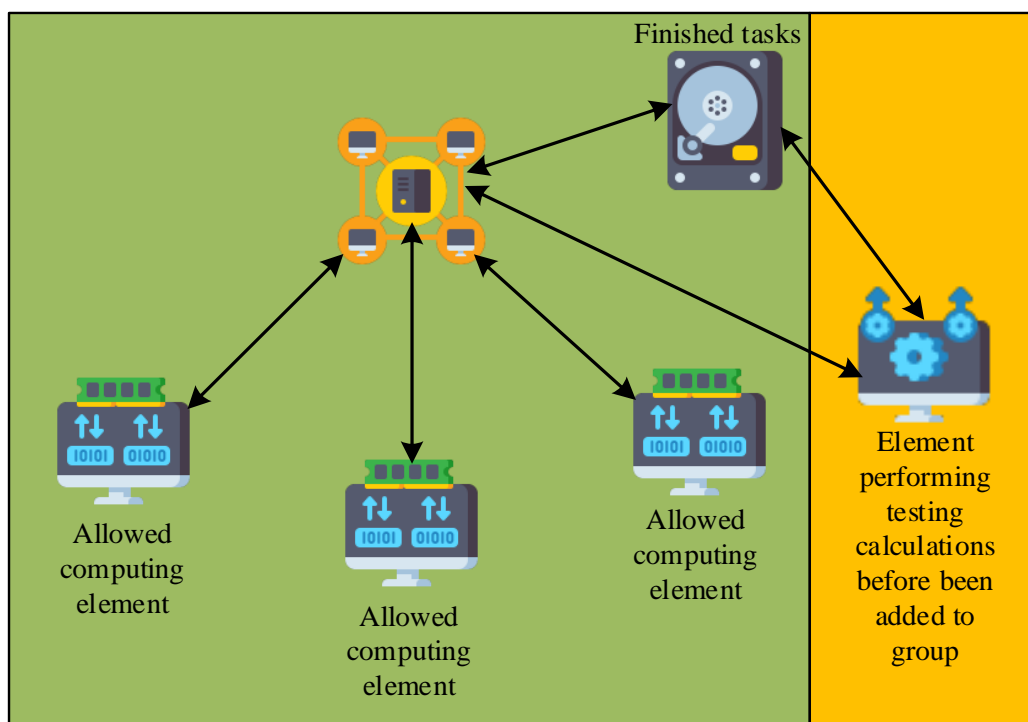 Finished tasks
10101 01010
Allowed
computing
element
10101 01010
Allowed
computing
element
10101 01010
Allowed
computing
element
Element
performing
testing
calculations
before been
added to
group